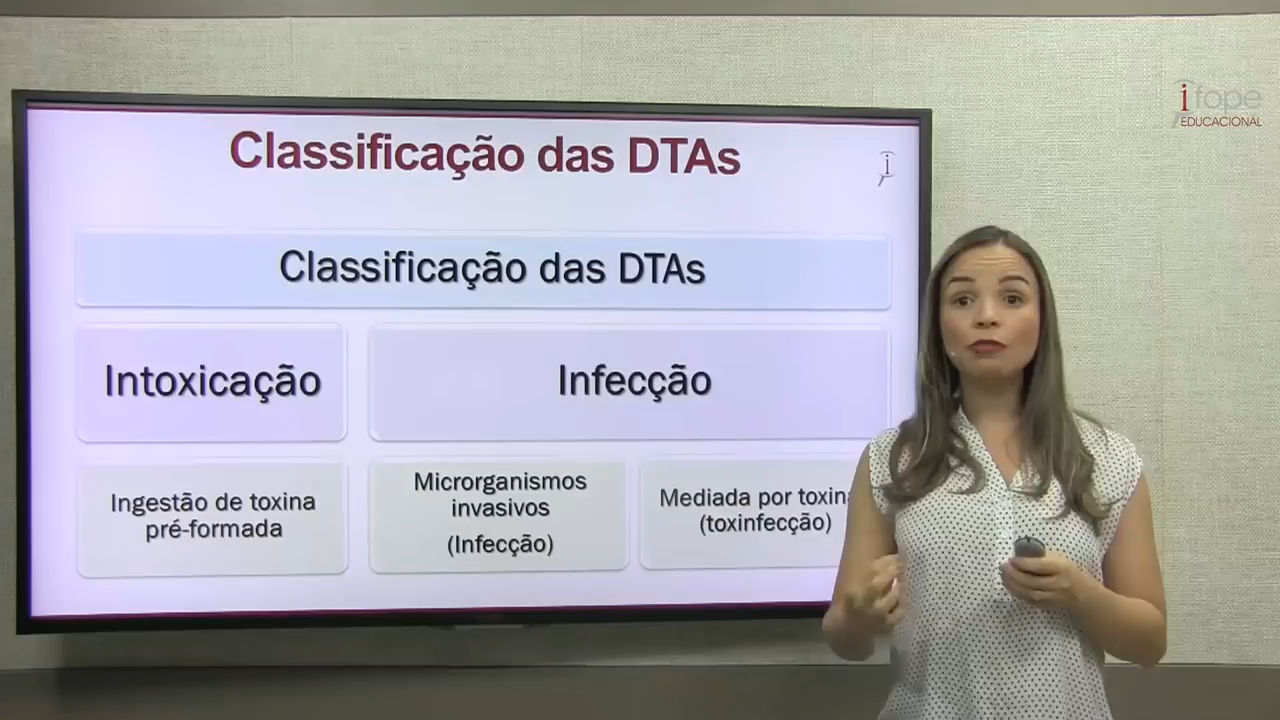 ifope
EDUCACIONAL
Classificação das DTAs
i
Classificação das DTAs
Intoxicação
Infecção
Ingestão de toxina
pré-formada
Microrganismos
invasivos
(Infecção)
Mediada por toxina
(toxinfecção)